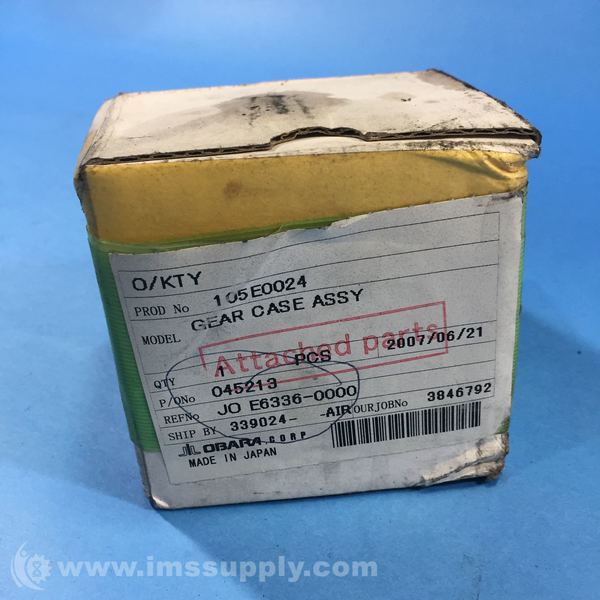 O/KTY
PROD No 105E0024
MODEL GEAR CASE ASSY
Attached parts
QTY 1 PCS 2007/06/21
P/ONo 045213
REFNo JO E6336-0000
SHIP BY 339024- -AIR OURJOBNo 3846792
OBARA CORP
MADE IN JAPAN
www.imssupply.com